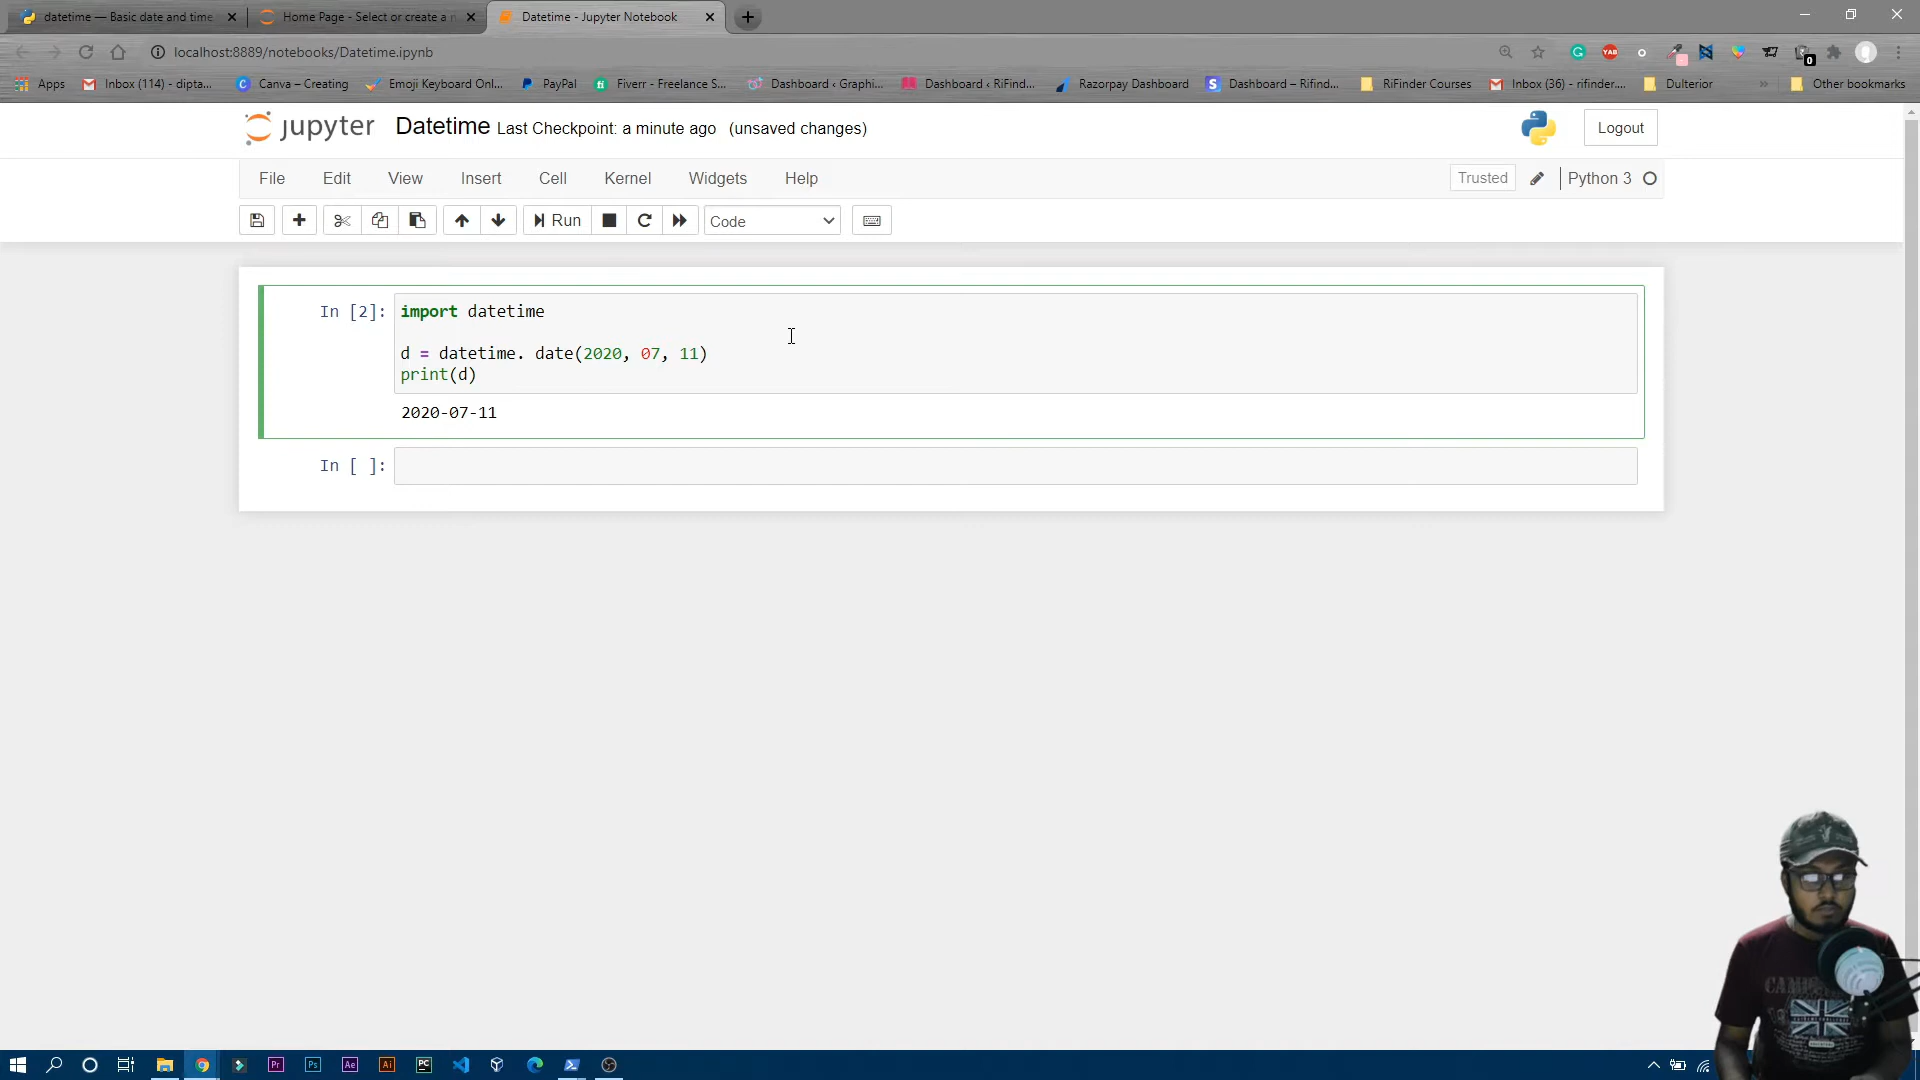 datetime — Basic date and time
Home Page - Select or create a n
Datetime - Jupyter Notebook
localhost:8889/notebooks/Datetime.ipynb
Apps
Inbox (114) - dipta...
Canva – Creating
Emoji Keyboard Onl...
PayPal
Fiverr - Freelance S...
Dashboard ‹ Graphi...
Dashboard ‹ RiFind...
Razorpay Dashboard
Dashboard – Rifind...
RiFinder Courses
Inbox (36) - rifinder....
Dulterior
»
Other bookmarks
jupyter Datetime Last Checkpoint: a minute ago (unsaved changes)
Logout
File Edit View Insert Cell Kernel Widgets Help
Trusted
Python 3
Run
Code
In [2]:
import datetime
d = datetime. date(2020, 07, 11)
print(d)
2020-07-11
In [ ]: